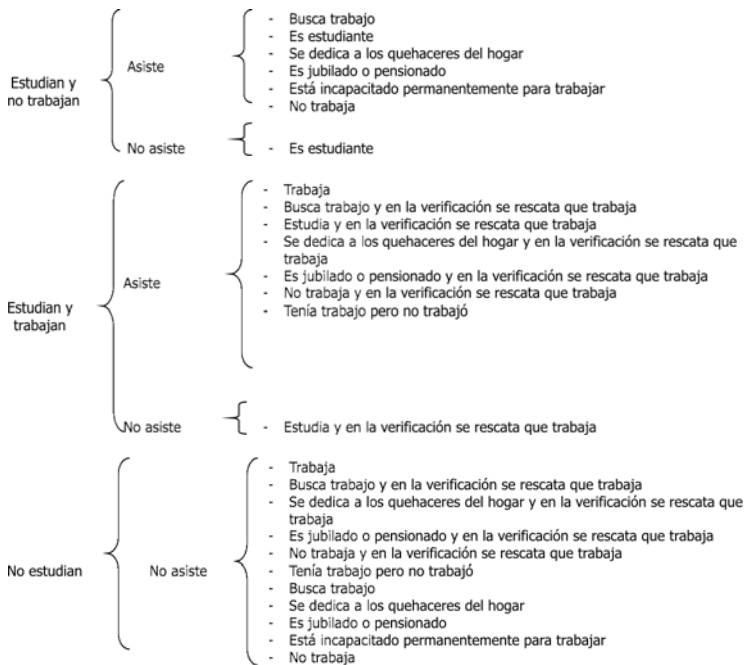 Estudian y
no trabajan
Asiste
- Busca trabajo
- Es estudiante
- Se dedica a los quehaceres del hogar
- Es jubilado o pensionado
- Está incapacitado permanentemente para trabajar
- No trabaja
No asiste
- Es estudiante
Estudian y
trabajan
Asiste
- Trabaja
- Busca trabajo y en la verificación se rescata que trabaja
- Estudia y en la verificación se rescata que trabaja
- Se dedica a los quehaceres del hogar y en la verificación se rescata que
trabaja
- Es jubilado o pensionado y en la verificación se rescata que trabaja
- No trabaja y en la verificación se rescata que trabaja
- Tenía trabajo pero no trabajó
No asiste
- Estudia y en la verificación se rescata que trabaja
No estudian
No asiste
- Trabaja
- Busca trabajo y en la verificación se rescata que trabaja
- Se dedica a los quehaceres del hogar y en la verificación se rescata que
trabaja
- Es jubilado o pensionado y en la verificación se rescata que trabaja
- No trabaja y en la verificación se rescata que trabaja
- Tenía trabajo pero no trabajó
- Busca trabajo
- Se dedica a los quehaceres del hogar
- Es jubilado o pensionado
- Está incapacitado permanentemente para trabajar
- No trabaja